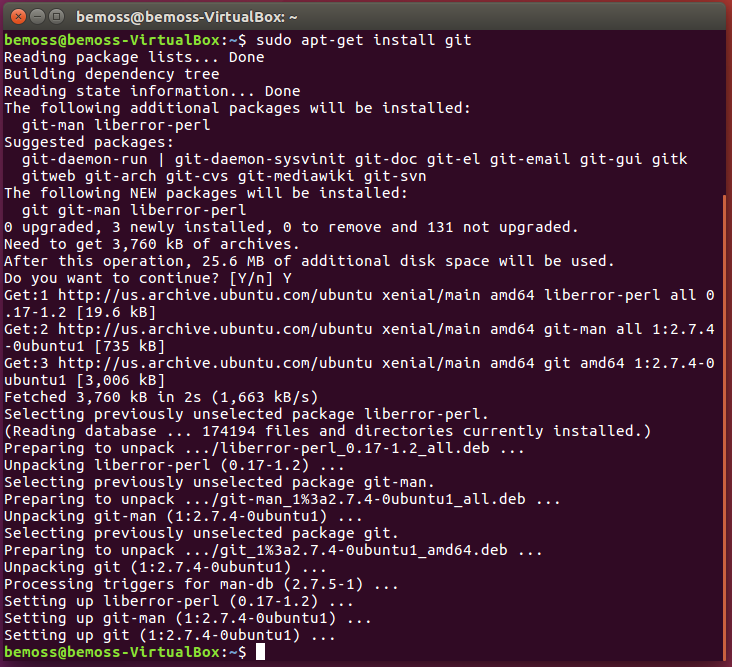 bemoss@bemoss-VirtualBox: ~
bemoss@bemoss-VirtualBox:~$ sudo apt-get install git
Reading package lists... Done
Building dependency tree
Reading state information... Done
The following additional packages will be installed:
  git-man liberror-perl
Suggested packages:
  git-daemon-run | git-daemon-sysvinit git-doc git-el git-email git-gui gitk
  gitweb git-arch git-cvs git-mediawiki git-svn
The following NEW packages will be installed:
  git git-man liberror-perl
0 upgraded, 3 newly installed, 0 to remove and 131 not upgraded.
Need to get 3,760 kB of archives.
After this operation, 25.6 MB of additional disk space will be used.
Do you want to continue? [Y/n] Y
Get:1 http://us.archive.ubuntu.com/ubuntu xenial/main amd64 liberror-perl all 0
.17-1.2 [19.6 kB]
Get:2 http://us.archive.ubuntu.com/ubuntu xenial/main amd64 git-man all 1:2.7.4
-0ubuntu1 [735 kB]
Get:3 http://us.archive.ubuntu.com/ubuntu xenial/main amd64 git amd64 1:2.7.4-0
ubuntu1 [3,006 kB]
Fetched 3,760 kB in 2s (1,663 kB/s)
Selecting previously unselected package liberror-perl.
(Reading database ... 174194 files and directories currently installed.)
Preparing to unpack .../liberror-perl_0.17-1.2_all.deb ...
Unpacking liberror-perl (0.17-1.2) ...
Selecting previously unselected package git-man.
Preparing to unpack .../git-man_1%3a2.7.4-0ubuntu1_all.deb ...
Unpacking git-man (1:2.7.4-0ubuntu1) ...
Selecting previously unselected package git.
Preparing to unpack .../git_1%3a2.7.4-0ubuntu1_amd64.deb ...
Unpacking git (1:2.7.4-0ubuntu1) ...
Processing triggers for man-db (2.7.5-1) ...
Setting up liberror-perl (0.17-1.2) ...
Setting up git-man (1:2.7.4-0ubuntu1) ...
Setting up git (1:2.7.4-0ubuntu1) ...
bemoss@bemoss-VirtualBox:~$